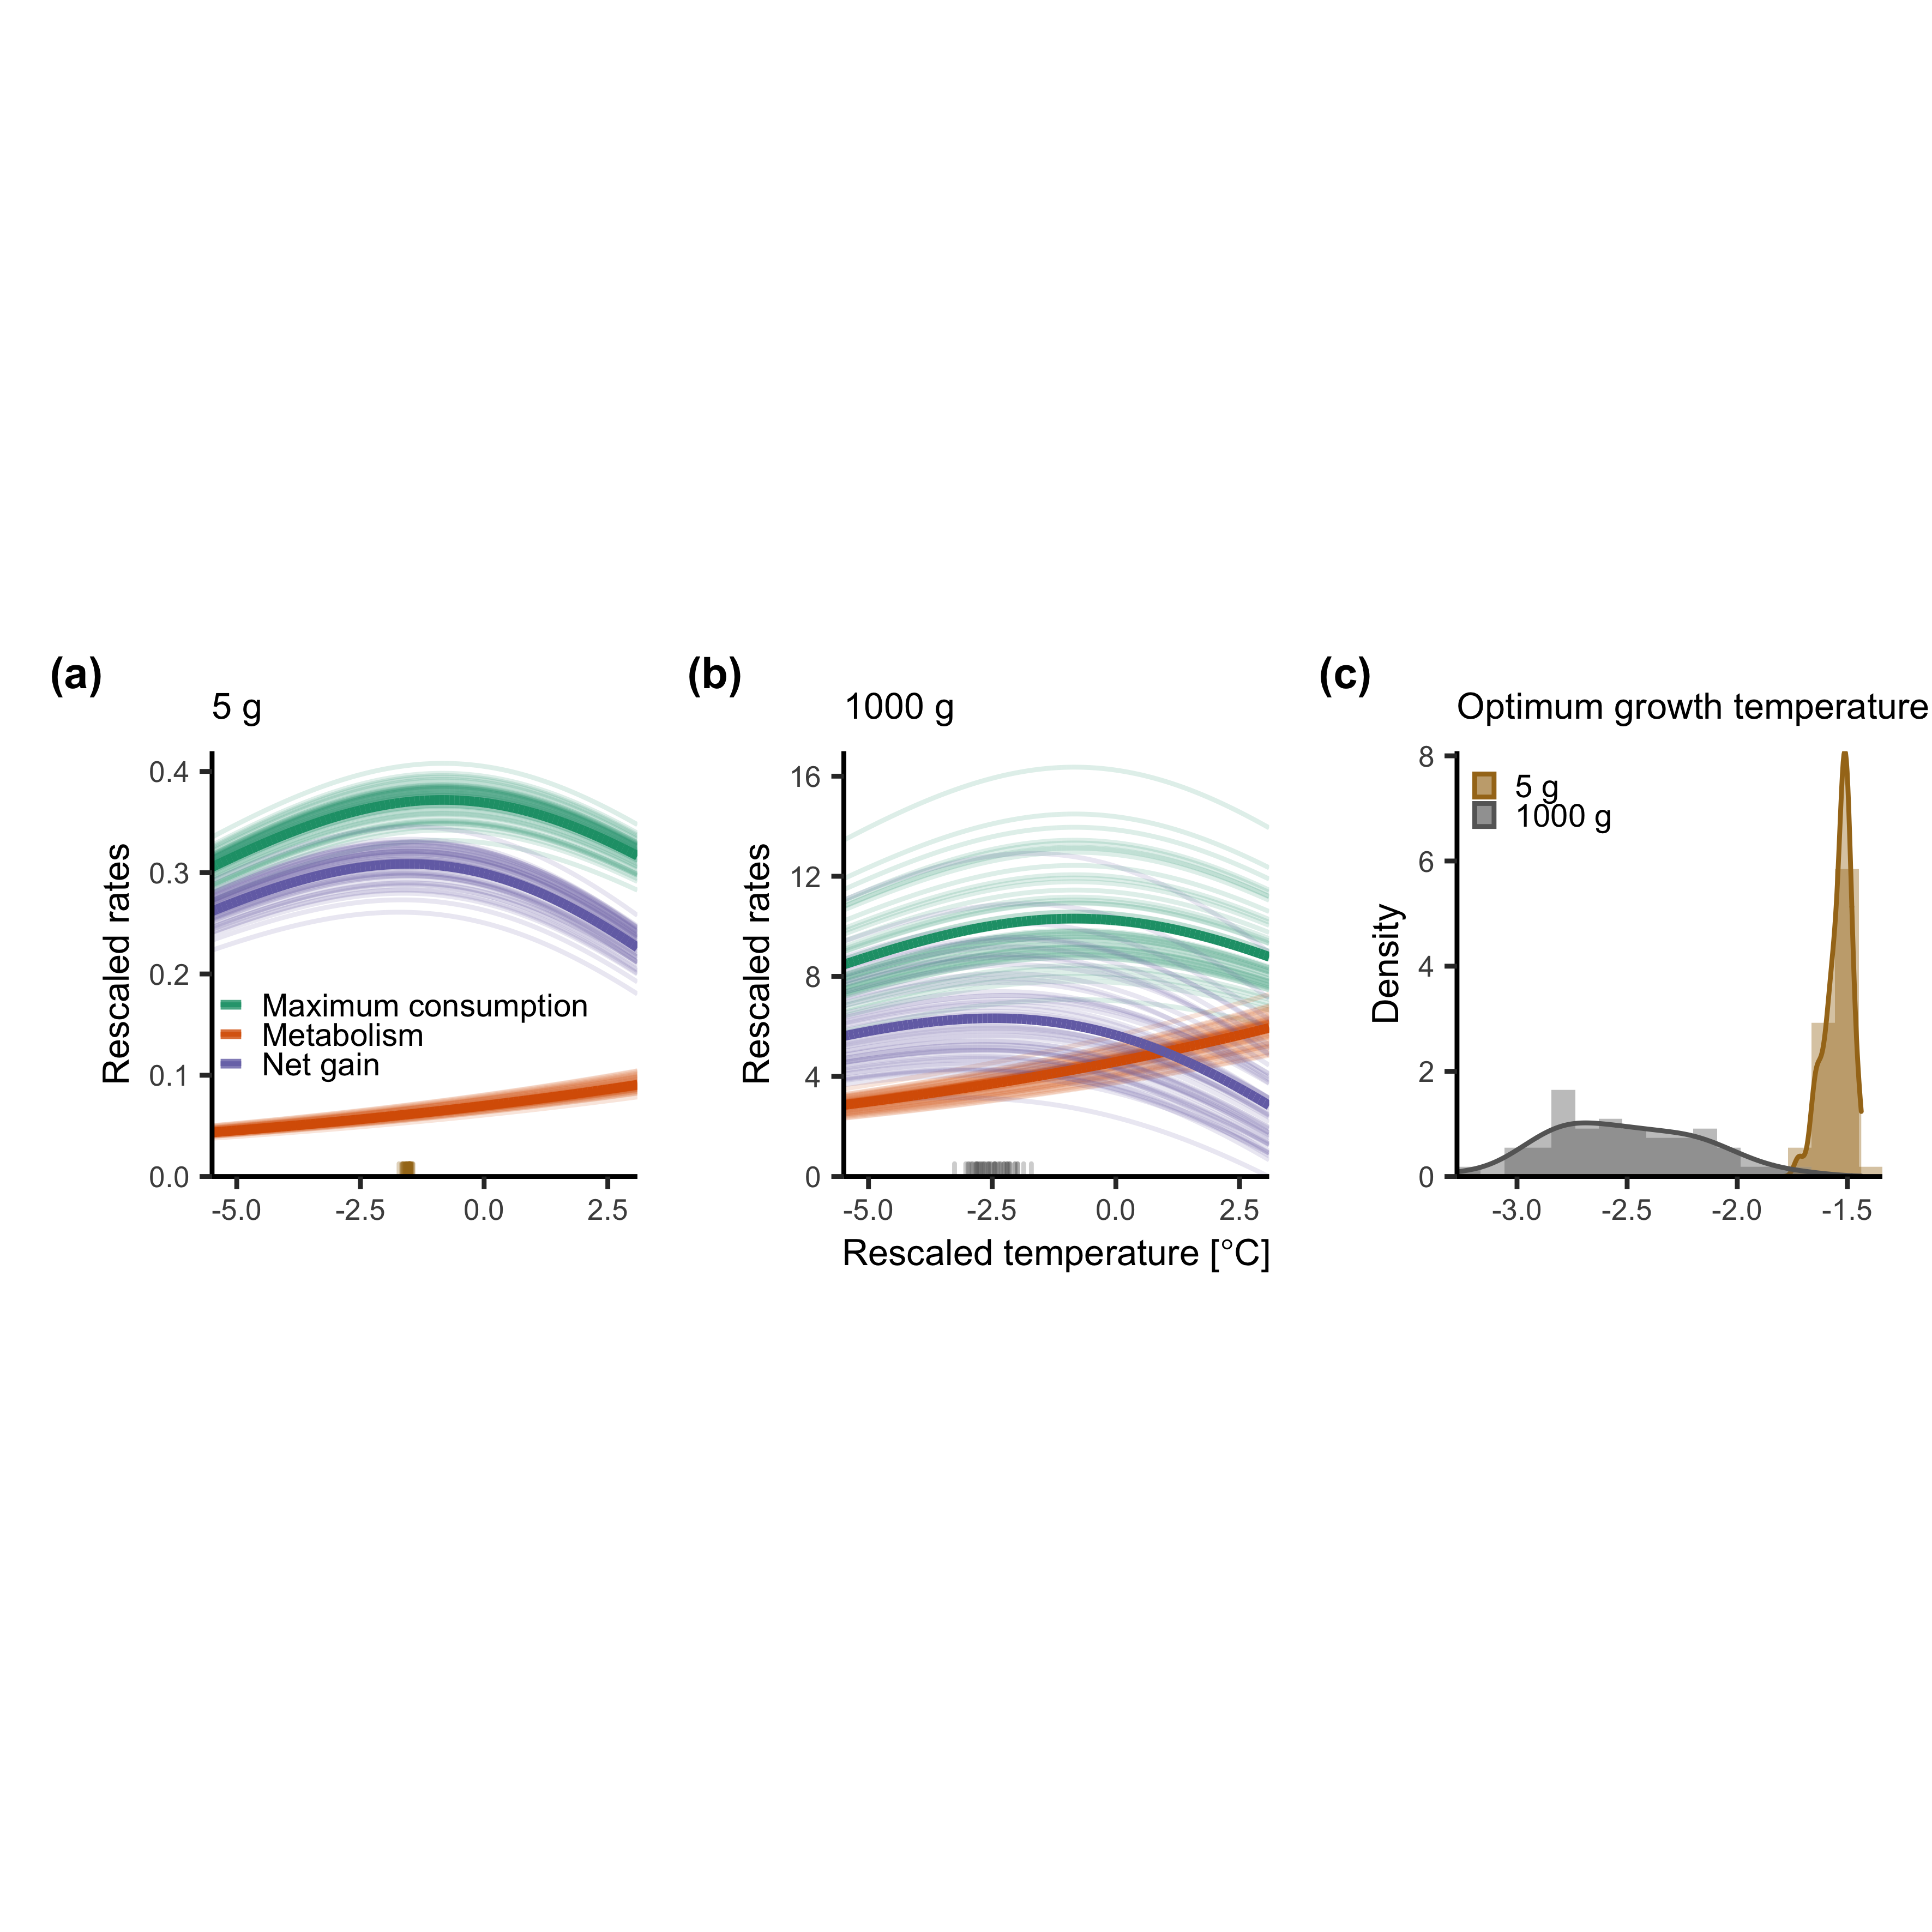 (a)
5 g
Rescaled rates
0.4
0.3
0.2
0.1
0.0
Maximum consumption
Metabolism
Net gain
-5.0 -2.5 0.0 2.5
(b)
1000 g
Rescaled rates
16
12
8
4
0
-5.0 -2.5 0.0 2.5
Rescaled temperature [°C]
(c)
Optimum growth temperature
Density
8
6
4
2
0
5 g
1000 g
-3.0 -2.5 -2.0 -1.5